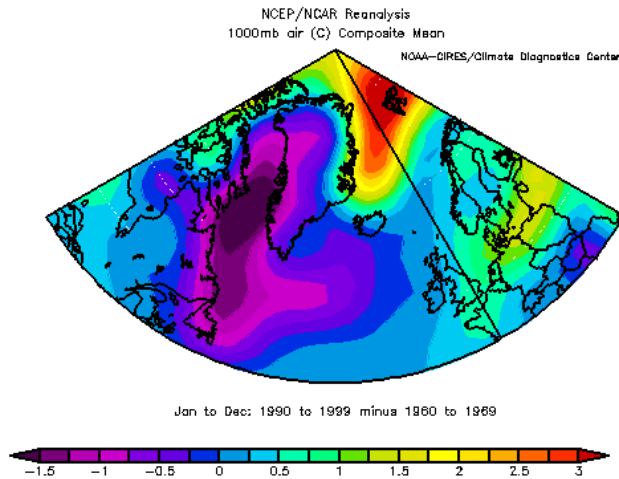 NCEP/NCAR Reanalysis
1000mb air (C) Composite Mean
NOAA-CIRES/Climate Diagnostics Center
Jan to Dec: 1990 to 1999 minus 1960 to 1969
-1.5 -1 -0.5 0 0.5 1 1.5 2 2.5 3